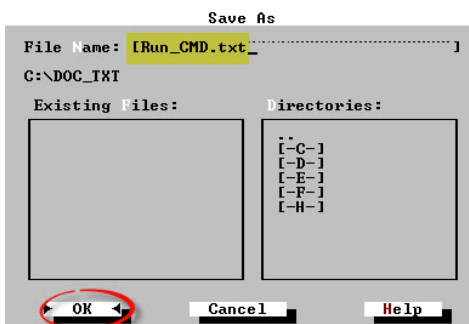 Save As
File Name: [Run_CMD.txt_ ]
C:\DOC_TXT
Existing Files:
Directories:
..
[-C-]
[-D-]
[-E-]
[-F-]
[-H-]
OK
Cancel
Help